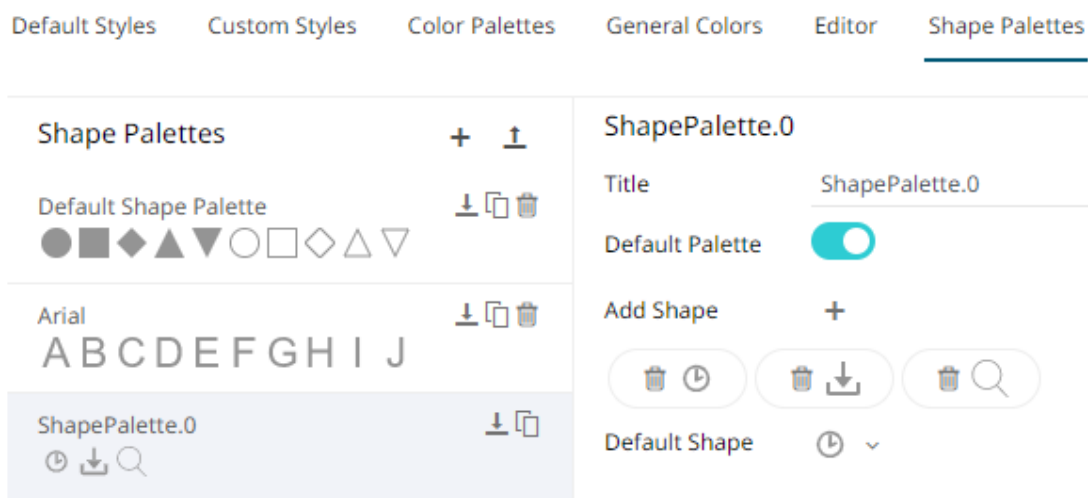 Default Styles Custom Styles Color Palettes General Colors Editor Shape Palettes
Shape Palettes
Default Shape Palette
Arial
A B C D E F G H I J
ShapePalette.0
ShapePalette.0
Title ShapePalette.0
Default Palette
Add Shape
Default Shape